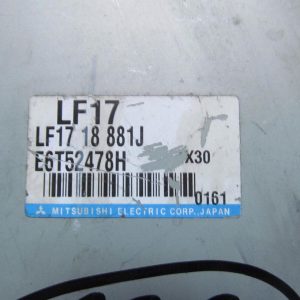 LF17
LF17 18 881J
E6T52478H X30
0161
MITSUBISHI ELECTRIC CORP., JAPAN